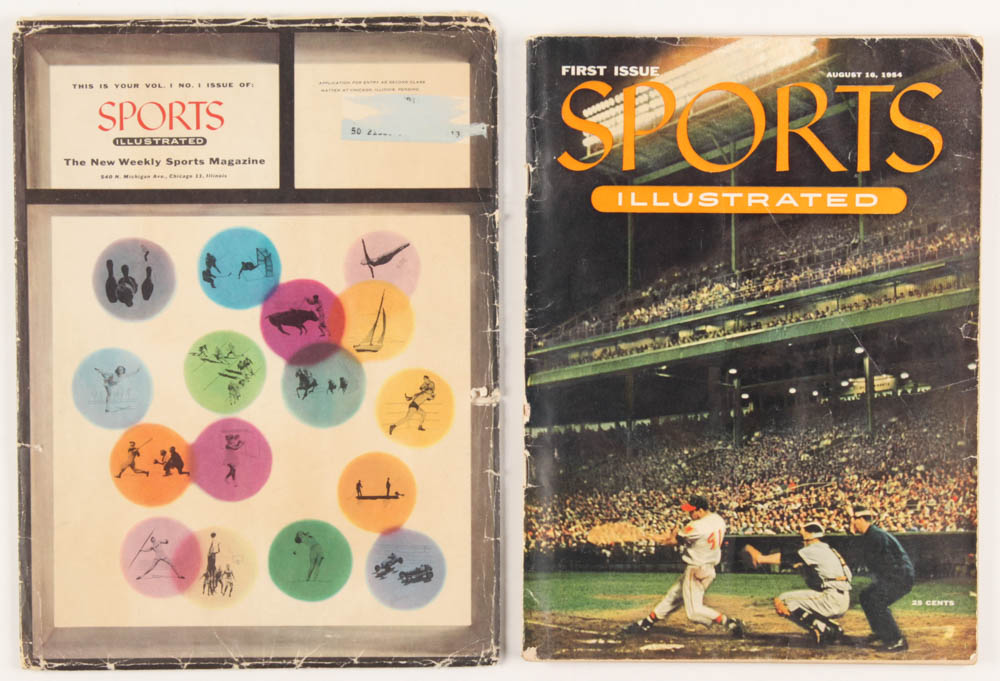 THIS IS YOUR VOL. 1 NO. 1 ISSUE OF:
SPORTS
ILLUSTRATED
The New Weekly Sports Magazine
540 N. Michigan Ave., Chicago 11, Illinois
APPLICATION FOR ENTRY AS SECOND CLASS
MATTER AT CHICAGO, ILLINOIS, PENDING
FIRST ISSUE
AUGUST 16, 1954
SPORTS
ILLUSTRATED
25 CENTS